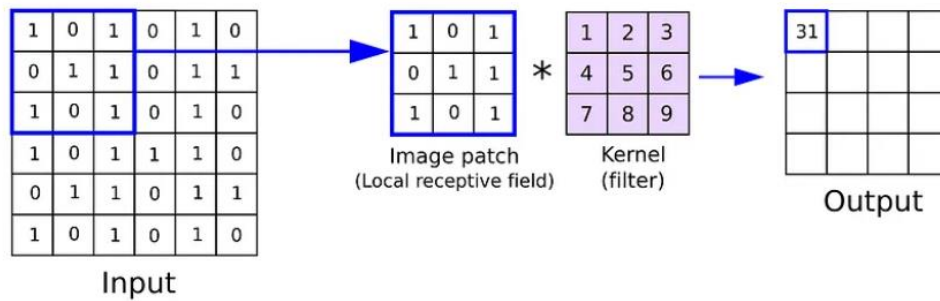 1 0 1 0 1 0
0 1 1 0 1 1
1 0 1 0 1 0
1 0 1 1 1 0
0 1 1 0 1 1
1 0 1 0 1 0
Input
1 0 1
0 1 1
1 0 1
Image patch
(Local receptive field)
*
1 2 3
4 5 6
7 8 9
Kernel
(filter)
31
Output